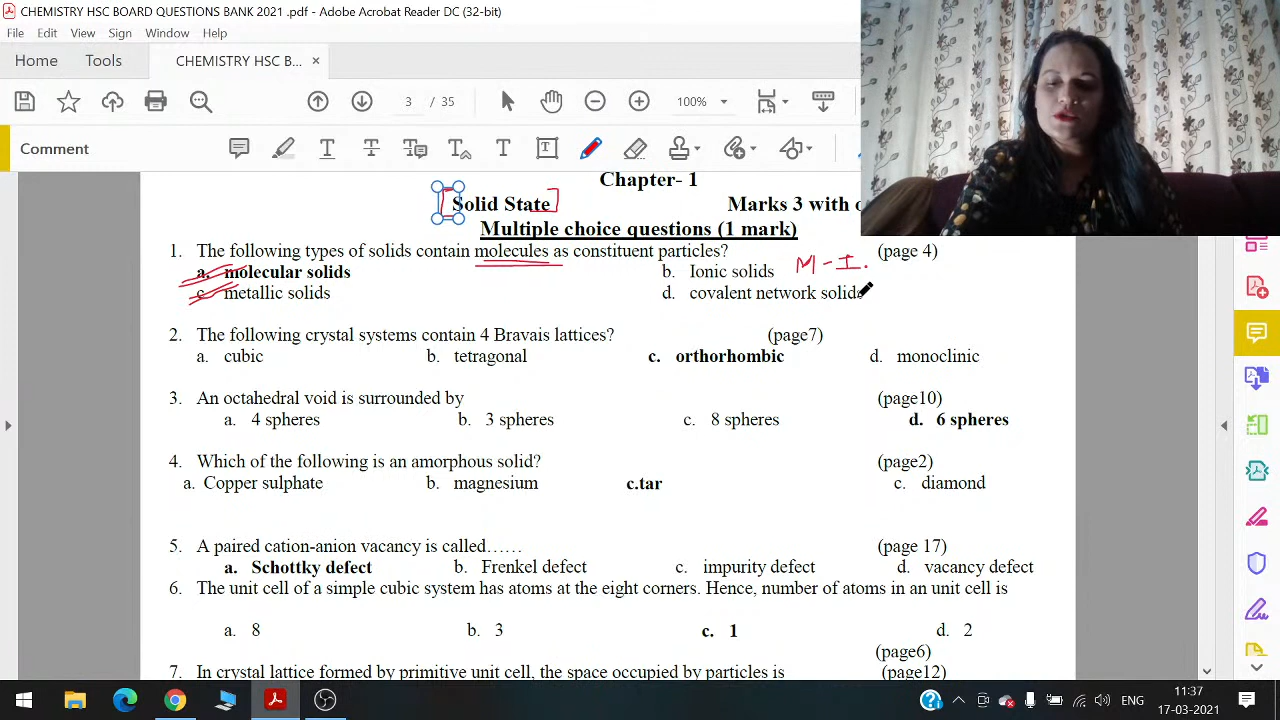 CHEMISTRY HSC BOARD QUESTIONS BANK 2021 .pdf - Adobe Acrobat Reader DC (32-bit)
File Edit View Sign Window Help
Home Tools CHEMISTRY HSC B... ×
3 / 35 100%
Comment
Chapter- 1
Solid State Marks 3 with o
Multiple choice questions (1 mark)
1. The following types of solids contain molecules as constituent particles? (page 4)
a. molecular solids b. Ionic solids M - I.
c. metallic solids d. covalent network solids
2. The following crystal systems contain 4 Bravais lattices? (page7)
a. cubic b. tetragonal c. orthorhombic d. monoclinic
3. An octahedral void is surrounded by (page10)
a. 4 spheres b. 3 spheres c. 8 spheres d. 6 spheres
4. Which of the following is an amorphous solid? (page2)
a. Copper sulphate b. magnesium c.tar c. diamond
5. A paired cation-anion vacancy is called…… (page 17)
a. Schottky defect b. Frenkel defect c. impurity defect d. vacancy defect
6. The unit cell of a simple cubic system has atoms at the eight corners. Hence, number of atoms in an unit cell is
a. 8 b. 3 c. 1 d. 2
(page6)
7. In crystal lattice formed by primitive unit cell, the space occupied by particles is (page12)
ENG 11:37
17-03-2021